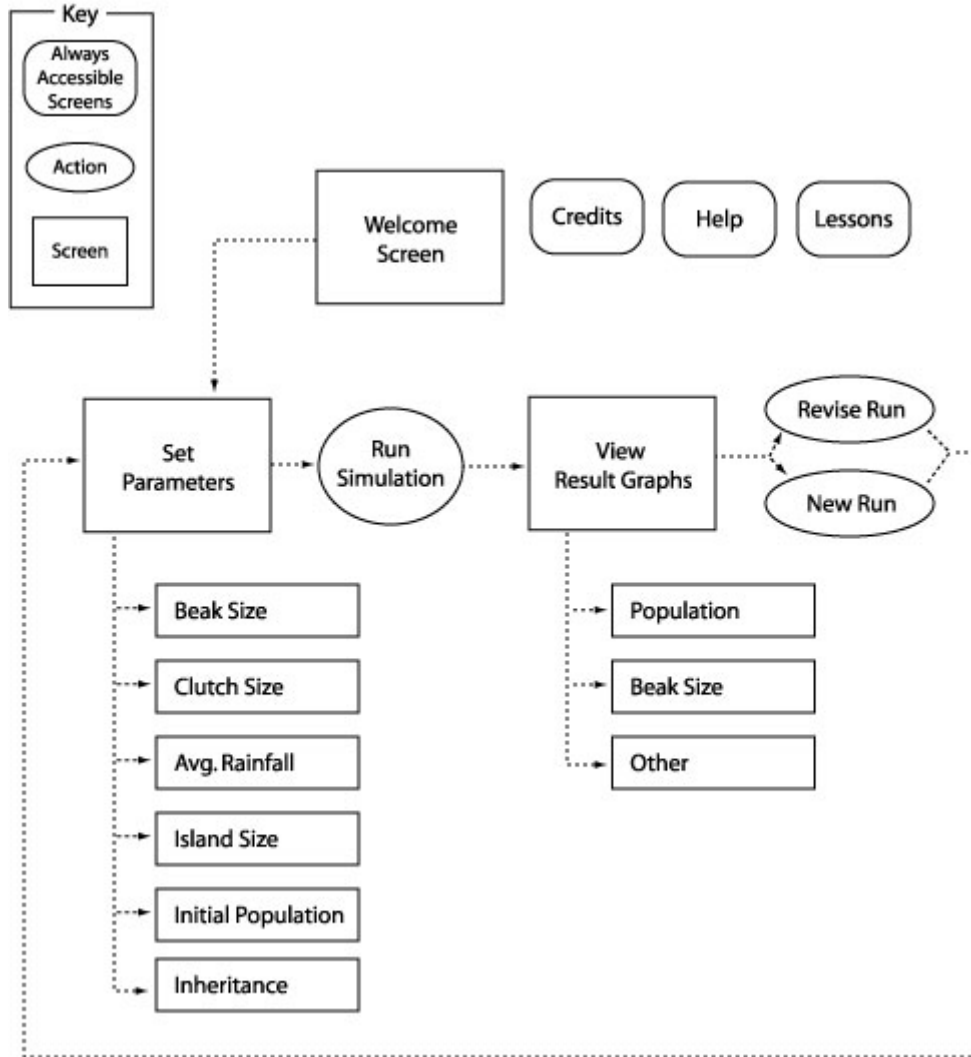 Key
Always
Accessible
Screens
Action
Screen
Welcome
Screen
Credits
Help
Lessons
Set
Parameters
Run
Simulation
View
Result Graphs
Revise Run
New Run
Beak Size
Clutch Size
Avg. Rainfall
Island Size
Initial Population
Inheritance
Population
Beak Size
Other